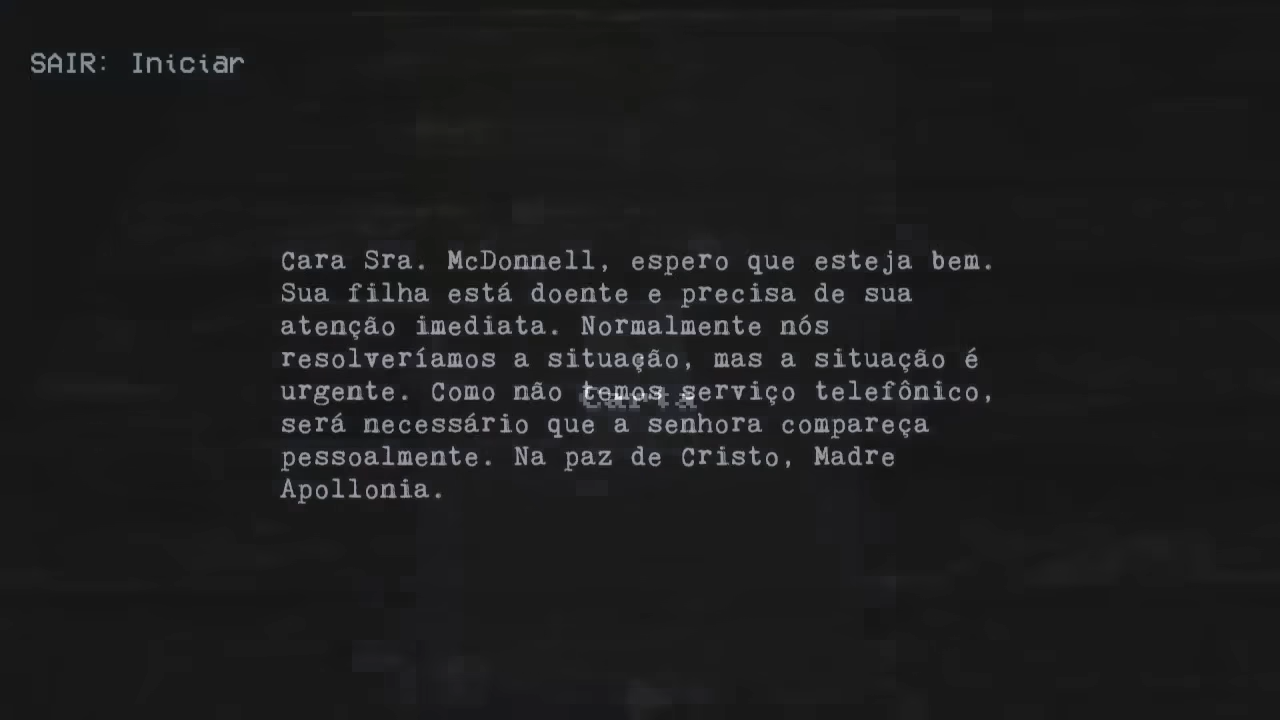 SAIR: Iniciar
Cara Sra. McDonnell, espero que esteja bem.
Sua filha está doente e precisa de sua
atenção imediata. Normalmente nós
resolveríamos a situação, mas a situação é
urgente. Como não temos serviço telefônico,
será necessário que a senhora compareça
pessoalmente. Na paz de Cristo, Madre
Apollonia.
Carta